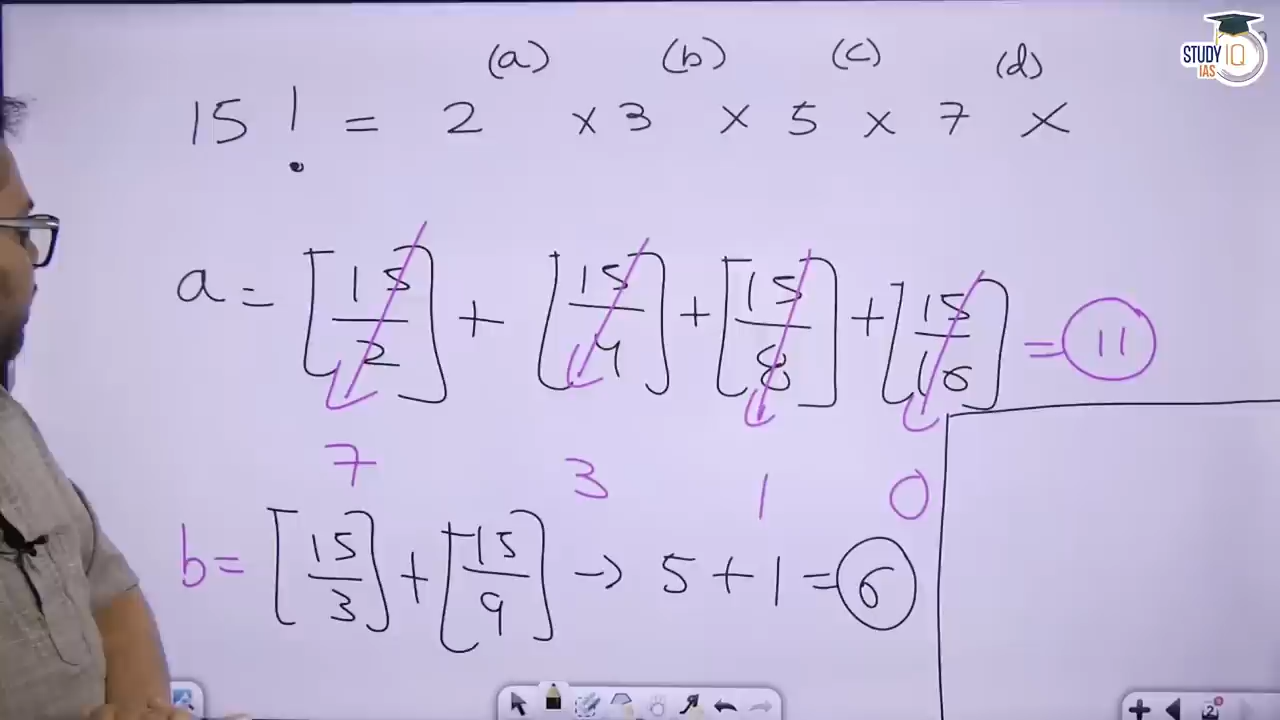 STUDY IQ
IAS
(a) (b) (c) (d)
15 ! = 2 × 3 × 5 × 7 ×
a = [15/2] + [15/4] + [15/8] + [15/16] = 11
7 3 1 0
b = [15/3] + [15/9] → 5 + 1 = 6
2